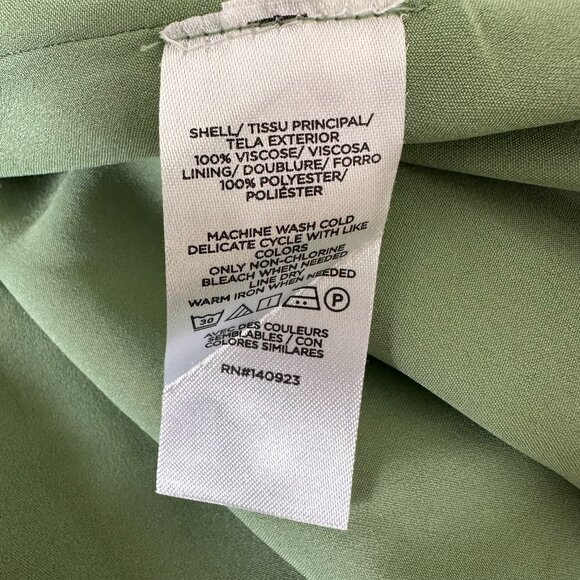 SHELL/ TISSU PRINCIPAL/
TELA EXTERIOR
100% VISCOSE/ VISCOSA
LINING/ DOUBLURE/ FORRO
100% POLYESTER/
POLIÉSTER
MACHINE WASH COLD
DELICATE CYCLE WITH LIKE
COLORS
ONLY NON-CHLORINE
BLEACH WHEN NEEDED
LINE DRY
WARM IRON WHEN NEEDED
30 P
AVEC DES COULEURS
SEMBLABLES / CON
COLORES SIMILARES
RN#140923